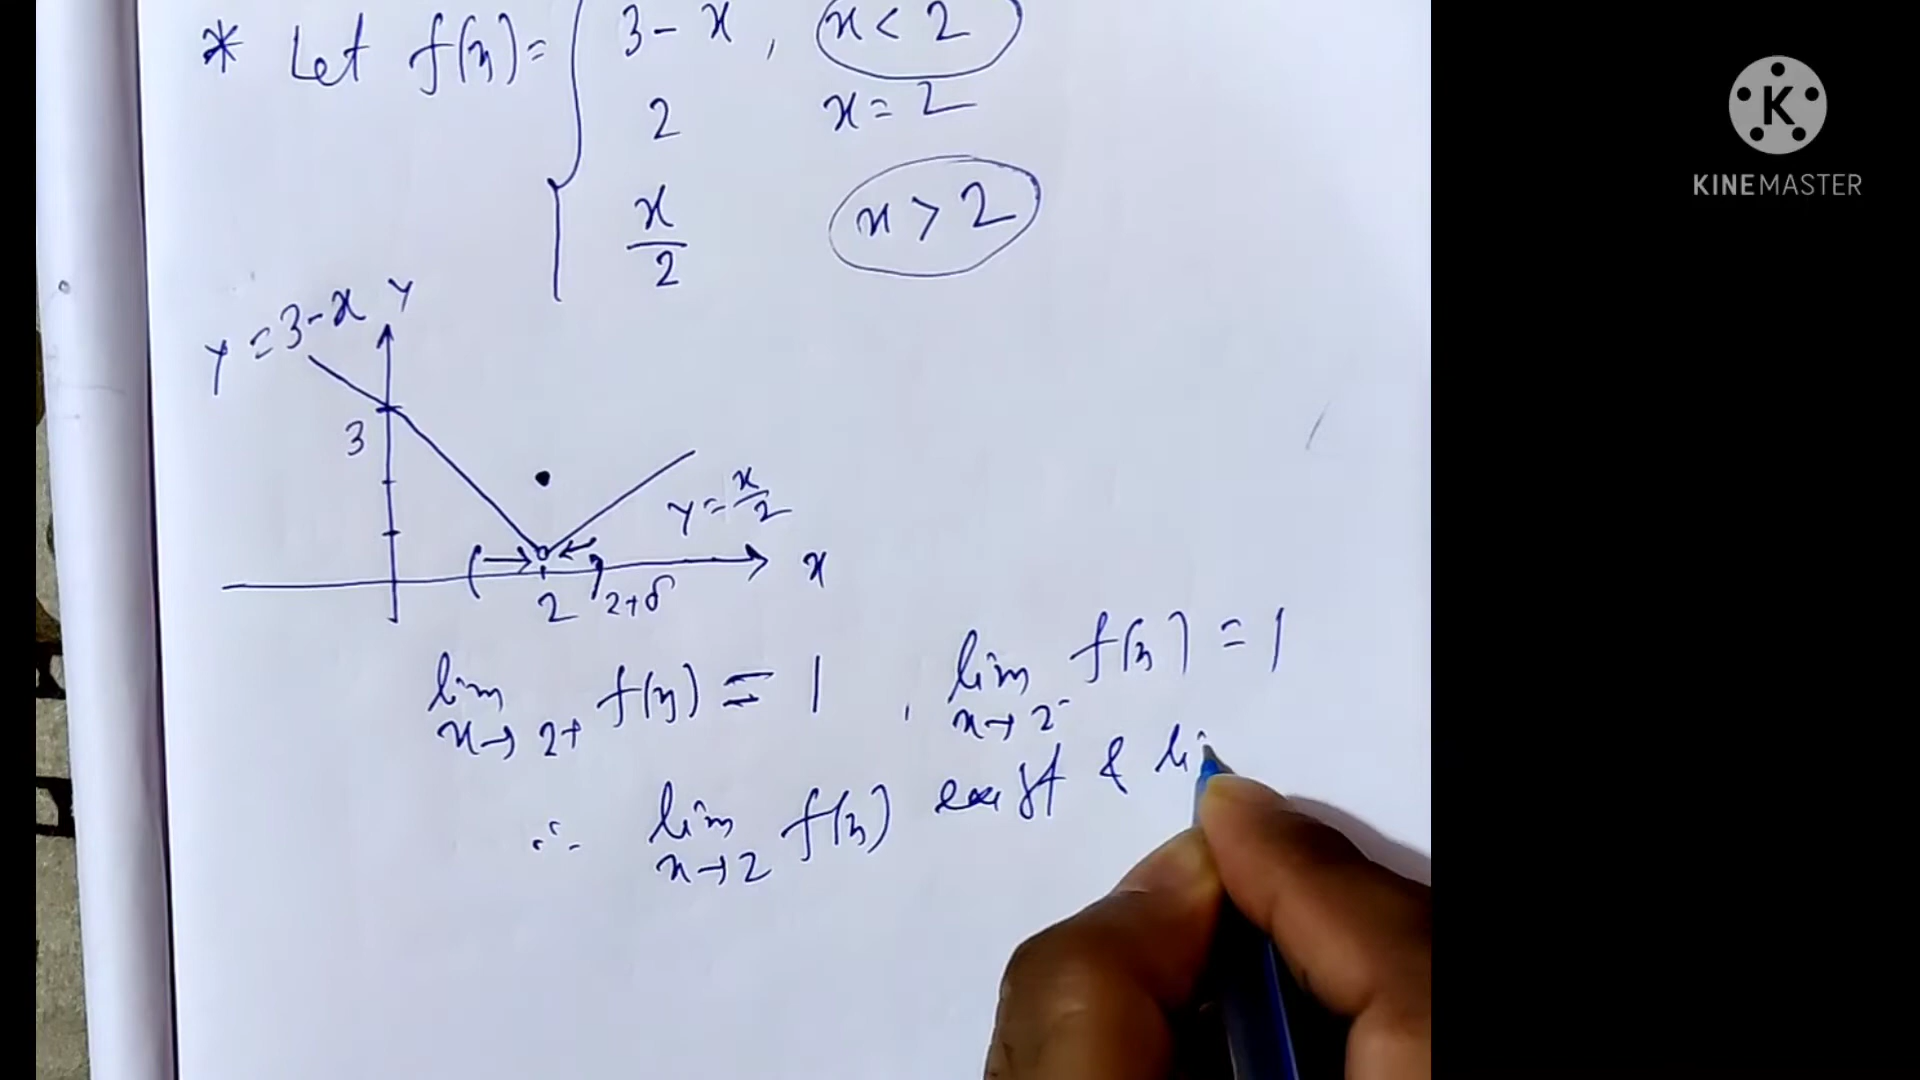 * Let f(x) = { 3 - x , x < 2
2 x = 2
x/2 x > 2
y = 3 - x Y
3
y = x/2
x
2 2+δ
lim x→2+ f(x) = 1 , lim x→2- f(x) = 1
∴ lim x→2 f(x) exist & li
K
KINEMASTER